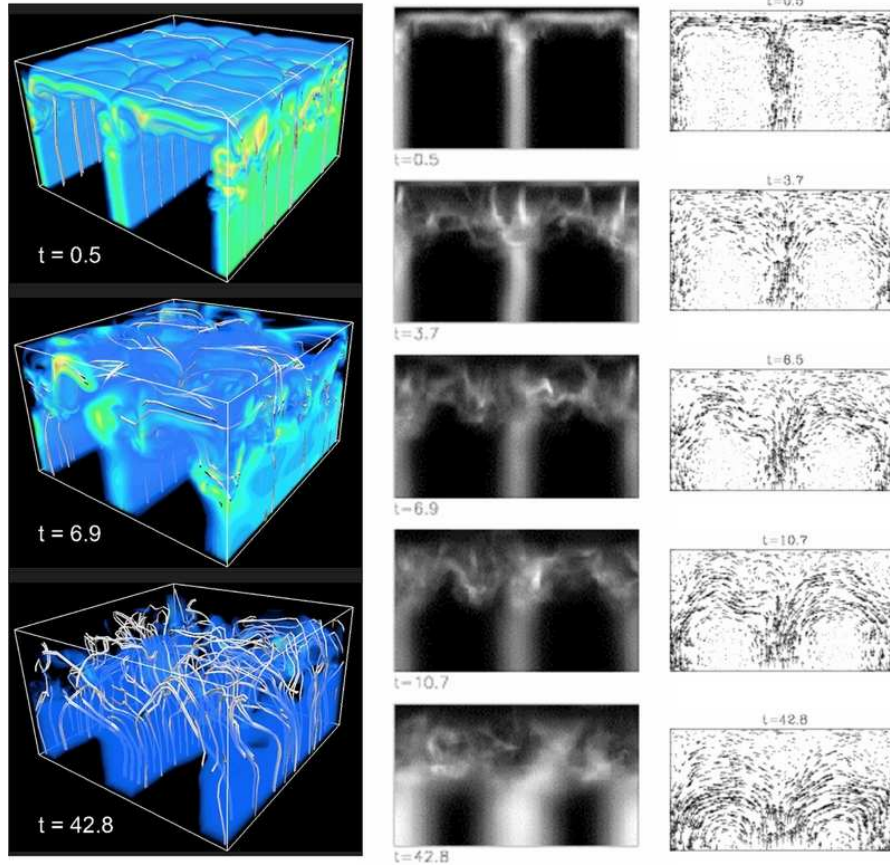 t = 0.5
t = 6.9
t = 42.8
t=0.5
t=3.7
t=6.9
t=10.7
t=42.8
t=0.5
t=3.7
t=6.5
t=10.7
t=42.8